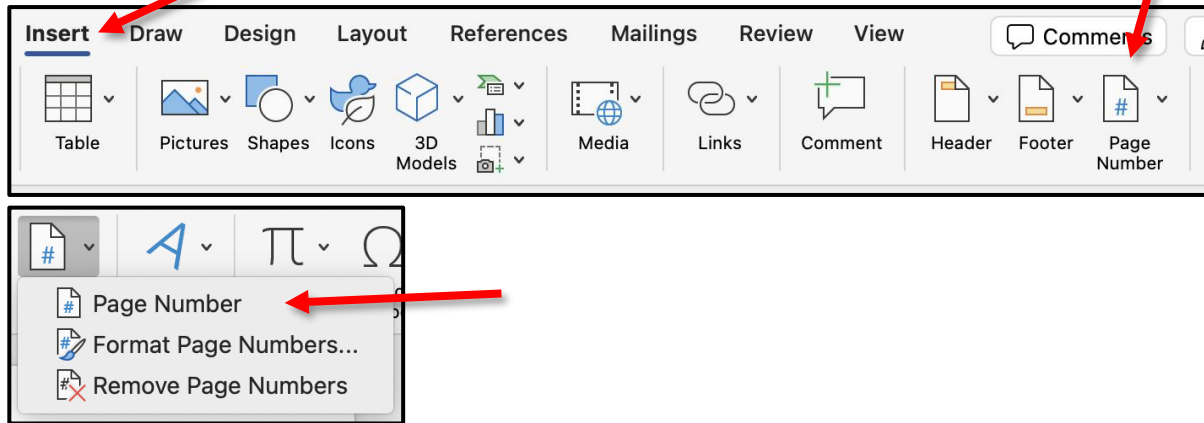 Insert Draw Design Layout References Mailings Review View Comments
Table Pictures Shapes Icons 3D Models Media Links Comment Header Footer Page Number
Page Number
Format Page Numbers...
Remove Page Numbers